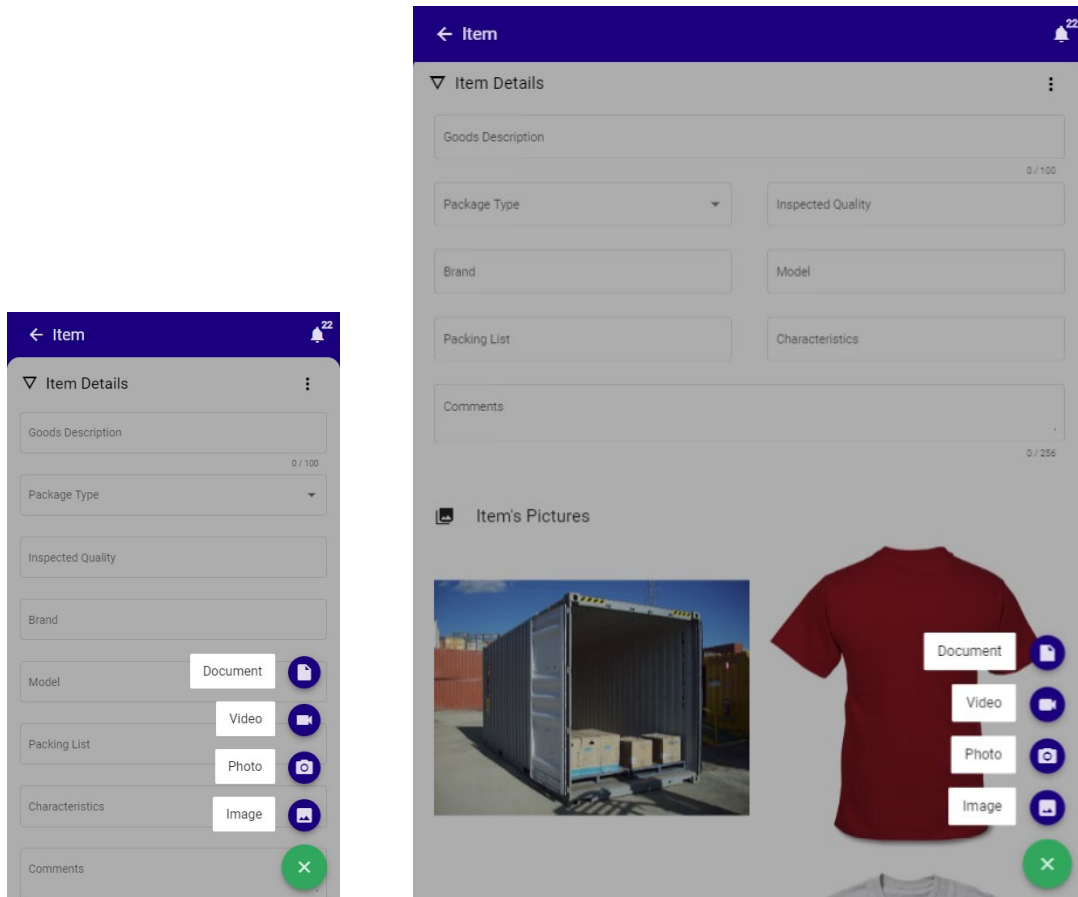 Item
22
Item Details
Goods Description
0 / 100
Package Type
Inspected Quality
Brand
Model
Document
Video
Packing List
Photo
Characteristics
Image
Comments
Item
22
Item Details
Goods Description
0 / 100
Package Type Inspected Quality
Brand Model
Packing List Characteristics
Comments
0 / 256
Item's Pictures
Document
Video
Photo
Image